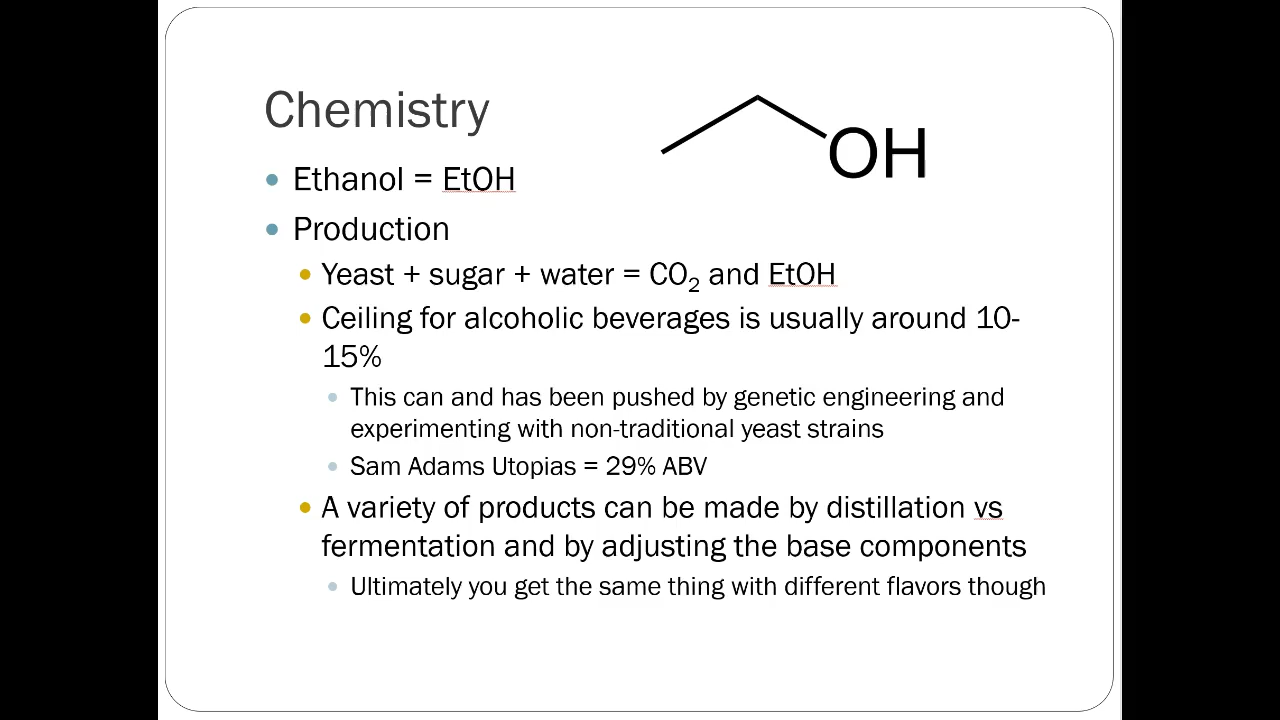 Chemistry
OH
Ethanol = EtOH
Production
Yeast + sugar + water = CO₂ and EtOH
Ceiling for alcoholic beverages is usually around 10-
15%
This can and has been pushed by genetic engineering and
experimenting with non-traditional yeast strains
Sam Adams Utopias = 29% ABV
A variety of products can be made by distillation vs
fermentation and by adjusting the base components
Ultimately you get the same thing with different flavors though